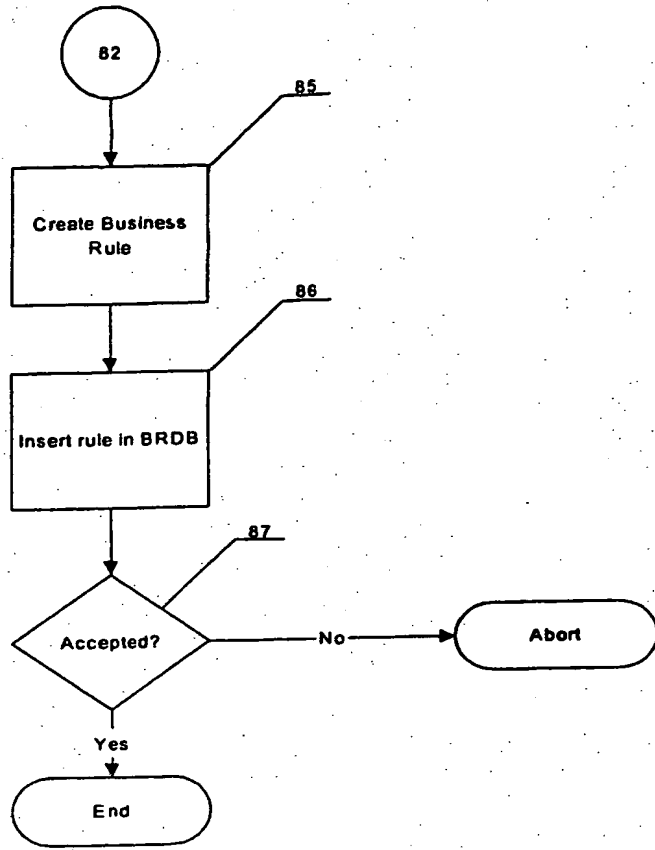 82
85
Create Business
Rule
86
Insert rule in BRDB
87
Accepted?
No
Abort
Yes
End